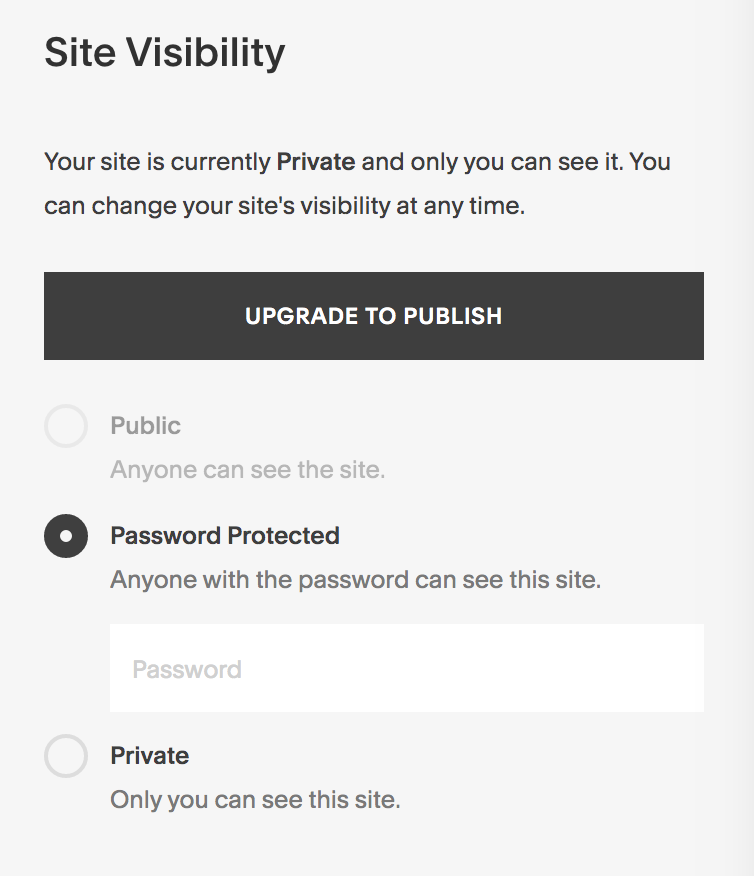 Site Visibility
Your site is currently Private and only you can see it. You
can change your site's visibility at any time.
UPGRADE TO PUBLISH
Public
Anyone can see the site.
Password Protected
Anyone with the password can see this site.
Password
Private
Only you can see this site.